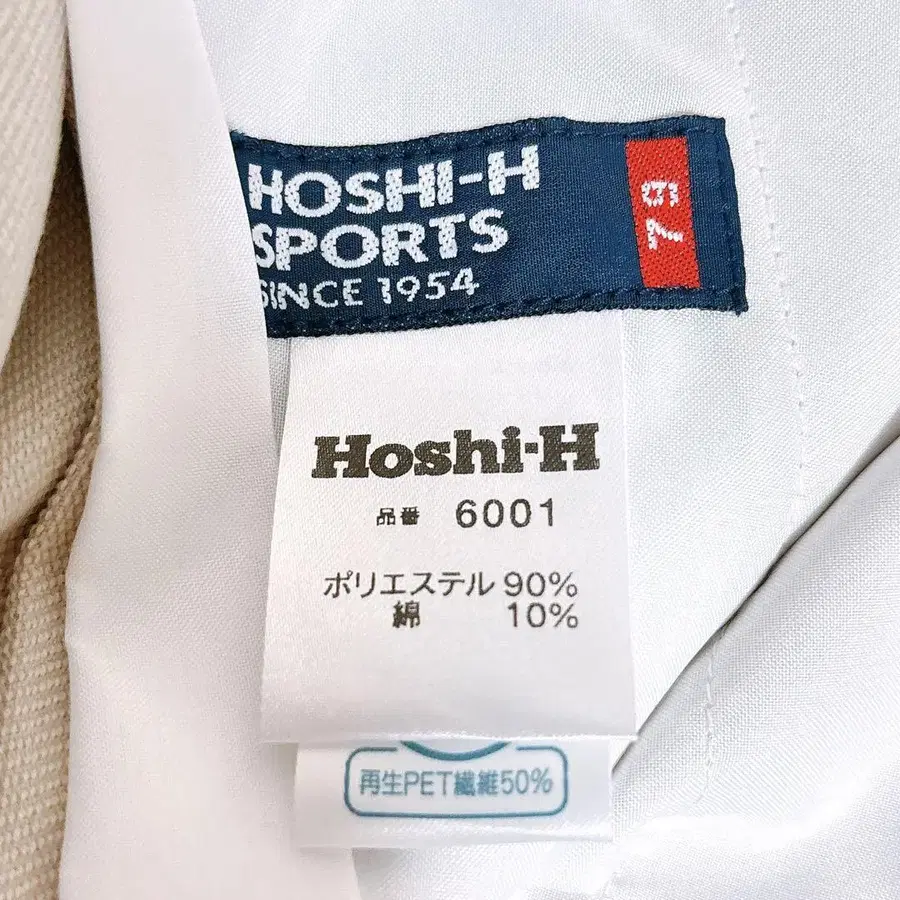 HOSHI-H
SPORTS
SINCE 1954
79
Hoshi-H
品番 6001
ポリエステル 90%
綿 10%
再生PET繊維50%